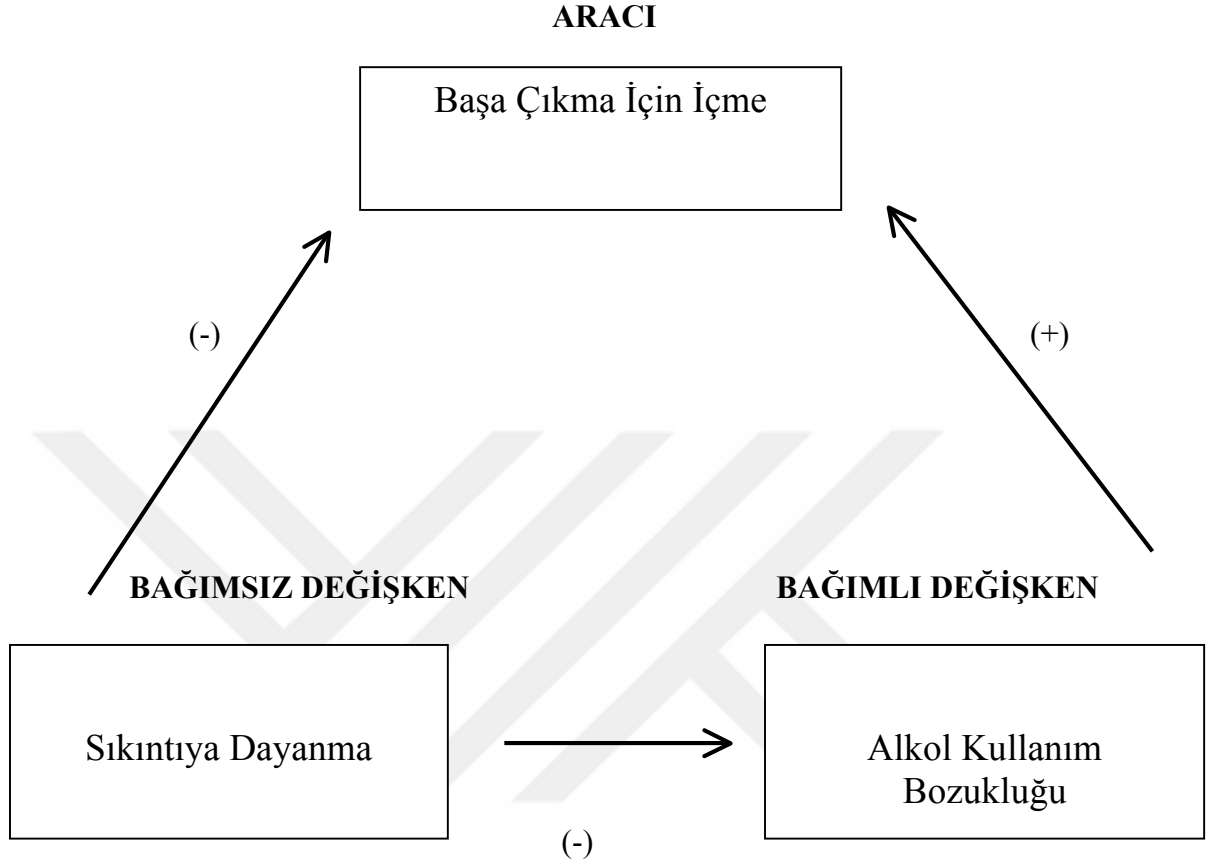 ARACI
Başa Çıkma İçin İçme
(-)
(+)
BAĞIMSIZ DEĞİŞKEN
BAĞIMLI DEĞİŞKEN
Sıkıntıya Dayanma
Alkol Kullanım
Bozukluğu
(-)